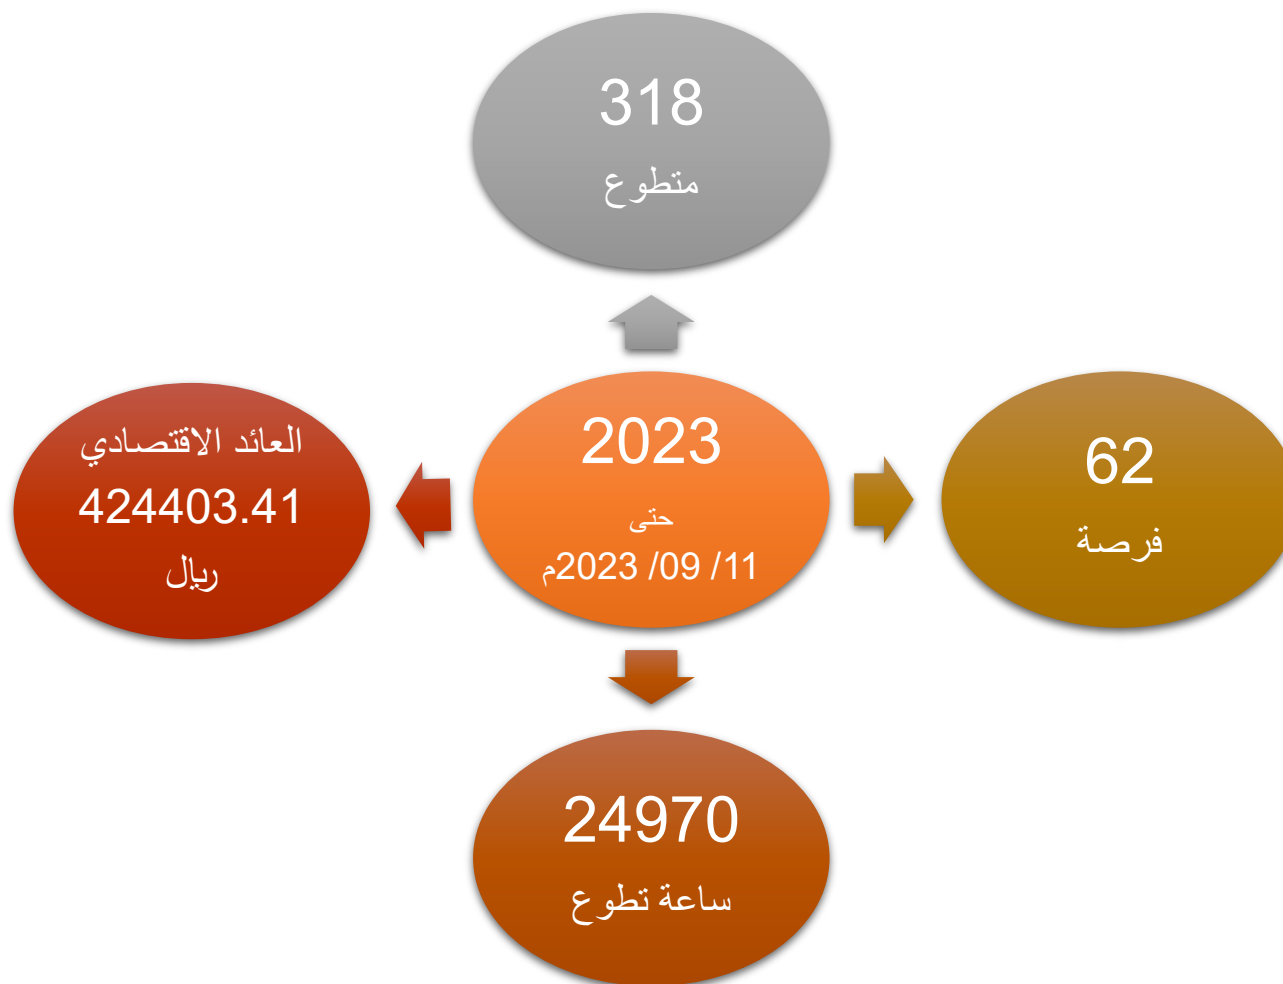 318
متطوع
2023
حتى
11/ 09/ 2023م
62
فرصة
العائد الاقتصادي
424403.41
ريال
24970
ساعة تطوع